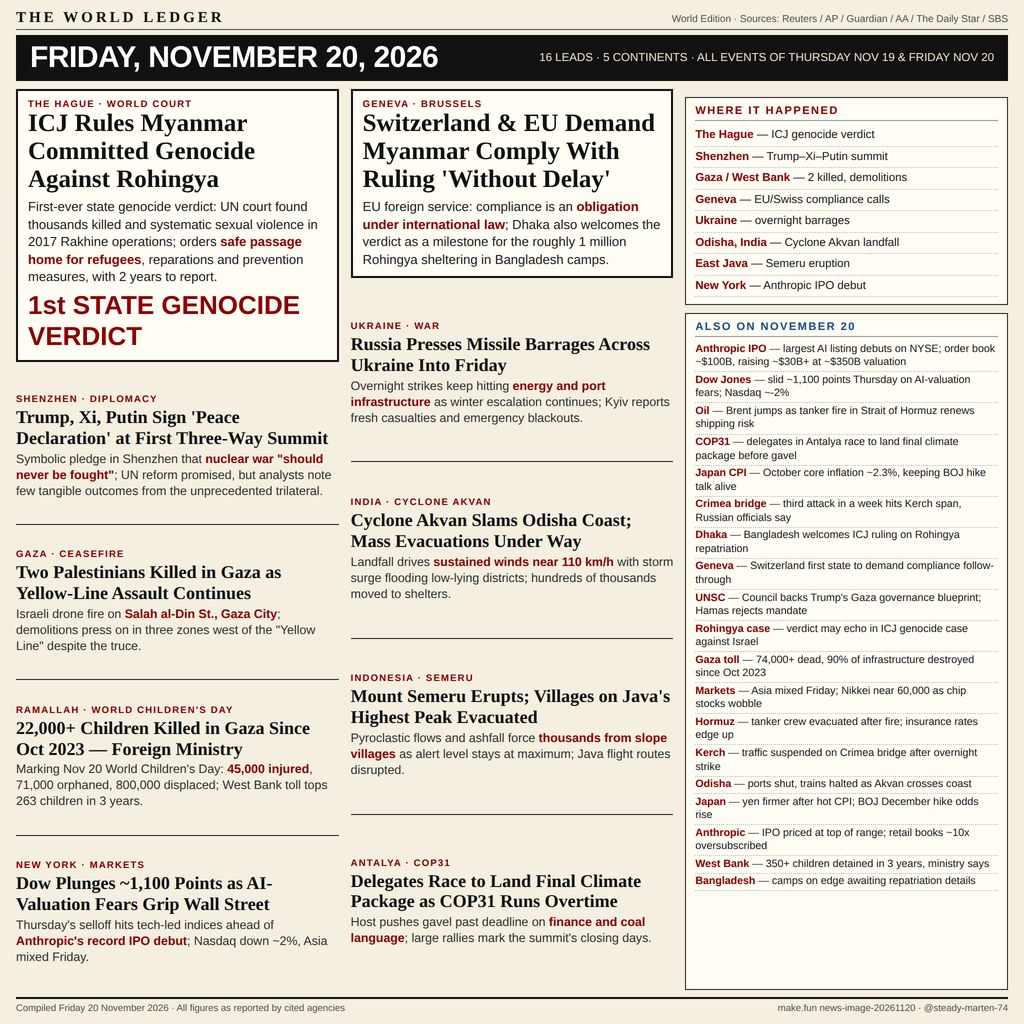 THE WORLD LEDGER
World Edition · Sources: Reuters / AP / Guardian / AA / The Daily Star / SBS
FRIDAY, NOVEMBER 20, 2026
16 LEADS · 5 CONTINENTS · ALL EVENTS OF THURSDAY NOV 19 & FRIDAY NOV 20
THE HAGUE · WORLD COURT
ICJ Rules Myanmar
Committed Genocide
Against Rohingya
First-ever state genocide verdict: UN court found
thousands killed and systematic sexual violence in
2017 Rakhine operations; orders safe passage
home for refugees, reparations and prevention
measures, with 2 years to report.
1st STATE GENOCIDE
VERDICT
SHENZHEN · DIPLOMACY
Trump, Xi, Putin Sign 'Peace
Declaration' at First Three-Way Summit
Symbolic pledge in Shenzhen that nuclear war "should
never be fought"; UN reform promised, but analysts note
few tangible outcomes from the unprecedented trilateral.
GAZA · CEASEFIRE
Two Palestinians Killed in Gaza as
Yellow-Line Assault Continues
Israeli drone fire on Salah al-Din St., Gaza City;
demolitions press on in three zones west of the "Yellow
Line" despite the truce.
RAMALLAH · WORLD CHILDREN'S DAY
22,000+ Children Killed in Gaza Since
Oct 2023 — Foreign Ministry
Marking Nov 20 World Children's Day: 45,000 injured,
71,000 orphaned, 800,000 displaced; West Bank toll tops
263 children in 3 years.
NEW YORK · MARKETS
Dow Plunges ~1,100 Points as AI-
Valuation Fears Grip Wall Street
Thursday's selloff hits tech-led indices ahead of
Anthropic's record IPO debut; Nasdaq down ~2%, Asia
mixed Friday.
GENEVA · BRUSSELS
Switzerland & EU Demand
Myanmar Comply With
Ruling 'Without Delay'
EU foreign service: compliance is an obligation
under international law; Dhaka also welcomes the
verdict as a milestone for the roughly 1 million
Rohingya sheltering in Bangladesh camps.
UKRAINE · WAR
Russia Presses Missile Barrages Across
Ukraine Into Friday
Overnight strikes keep hitting energy and port
infrastructure as winter escalation continues; Kyiv reports
fresh casualties and emergency blackouts.
INDIA · CYCLONE AKVAN
Cyclone Akvan Slams Odisha Coast;
Mass Evacuations Under Way
Landfall drives sustained winds near 110 km/h with storm
surge flooding low-lying districts; hundreds of thousands
moved to shelters.
INDONESIA · SEMERU
Mount Semeru Erupts; Villages on Java's
Highest Peak Evacuated
Pyroclastic flows and ashfall force thousands from slope
villages as alert level stays at maximum; Java flight routes
disrupted.
ANTALYA · COP31
Delegates Race to Land Final Climate
Package as COP31 Runs Overtime
Host pushes gavel past deadline on finance and coal
language; large rallies mark the summit's closing days.
WHERE IT HAPPENED
The Hague — ICJ genocide verdict
Shenzhen — Trump–Xi–Putin summit
Gaza / West Bank — 2 killed, demolitions
Geneva — EU/Swiss compliance calls
Ukraine — overnight barrages
Odisha, India — Cyclone Akvan landfall
East Java — Semeru eruption
New York — Anthropic IPO debut
ALSO ON NOVEMBER 20
Anthropic IPO — largest AI listing debuts on NYSE; order book
~$100B, raising ~$30B+ at ~$350B valuation
Dow Jones — slid ~1,100 points Thursday on AI-valuation
fears; Nasdaq ~-2%
Oil — Brent jumps as tanker fire in Strait of Hormuz renews
shipping risk
COP31 — delegates in Antalya race to land final climate
package before gavel
Japan CPI — October core inflation ~2.3%, keeping BOJ hike
talk alive
Crimea bridge — third attack in a week hits Kerch span,
Russian officials say
Dhaka — Bangladesh welcomes ICJ ruling on Rohingya
repatriation
Geneva — Switzerland first state to demand compliance follow-
through
UNSC — Council backs Trump's Gaza governance blueprint;
Hamas rejects mandate
Rohingya case — verdict may echo in ICJ genocide case
against Israel
Gaza toll — 74,000+ dead, 90% of infrastructure destroyed
since Oct 2023
Markets — Asia mixed Friday; Nikkei near 60,000 as chip
stocks wobble
Hormuz — tanker crew evacuated after fire; insurance rates
edge up
Kerch — traffic suspended on Crimea bridge after overnight
strike
Odisha — ports shut, trains halted as Akvan crosses coast
Japan — yen firmer after hot CPI; BOJ December hike odds
rise
Anthropic — IPO priced at top of range; retail books ~10x
oversubscribed
West Bank — 350+ children detained in 3 years, ministry says
Bangladesh — camps on edge awaiting repatriation details
Compiled Friday 20 November 2026 · All figures as reported by cited agencies
make.fun news-image-20261120 · @steady-marten-74